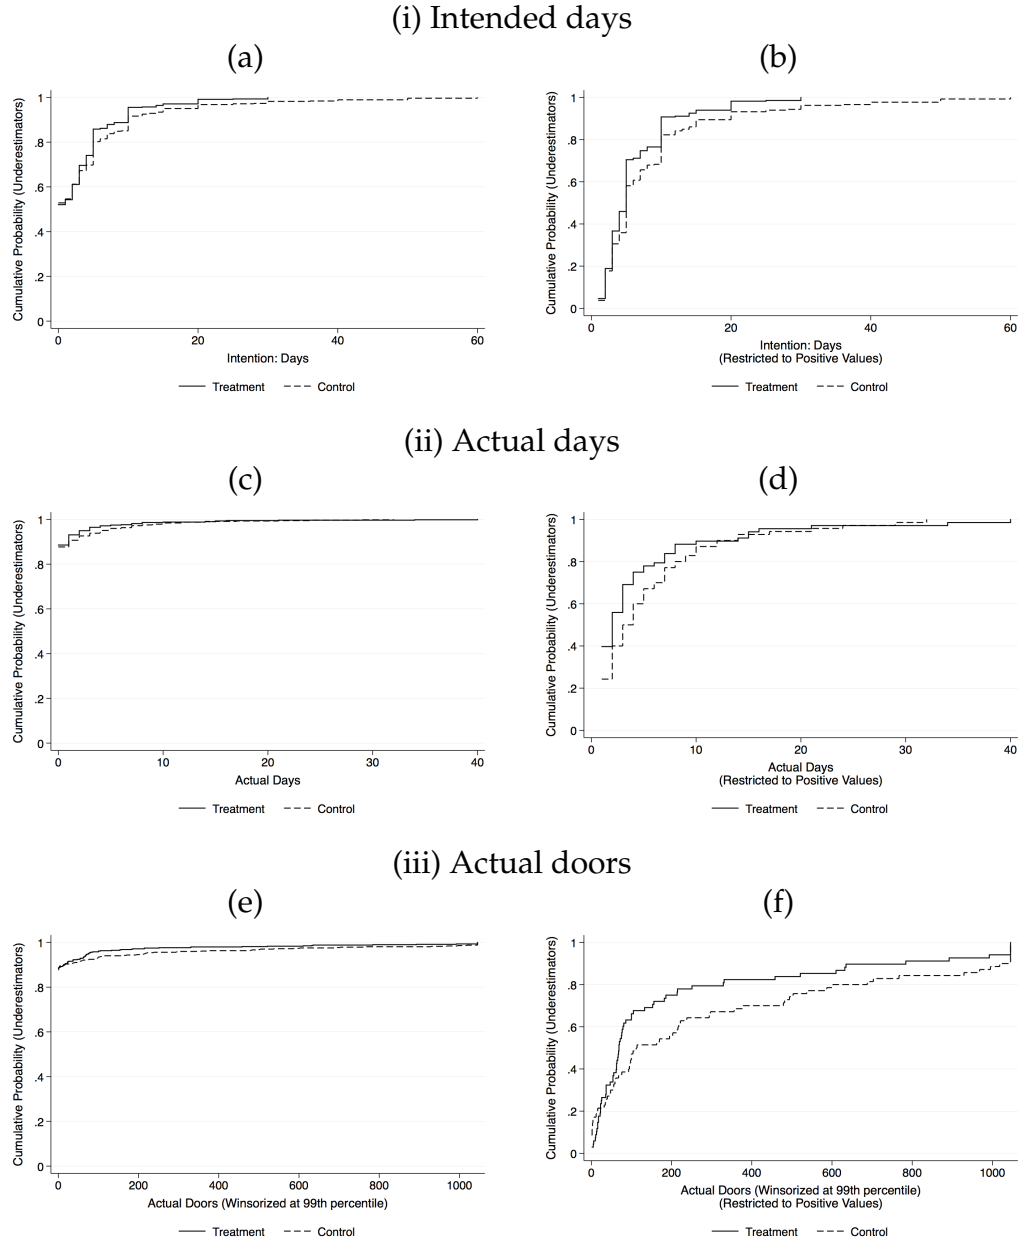 (i) Intended days
(a)
Cumulative Probability (Underestimators)
1
.8
.6
.4
.2
0
0 20 40 60
Intention: Days
Treatment Control
(b)
Cumulative Probability (Underestimators)
1
.8
.6
.4
.2
0
0 20 40 60
Intention: Days
(Restricted to Positive Values)
Treatment Control
(ii) Actual days
(c)
Cumulative Probability (Underestimators)
1
.8
.6
.4
.2
0
0 10 20 30 40
Actual Days
Treatment Control
(d)
Cumulative Probability (Underestimators)
1
.8
.6
.4
.2
0
0 10 20 30 40
Actual Days
(Restricted to Positive Values)
Treatment Control
(iii) Actual doors
(e)
Cumulative Probability (Underestimators)
1
.8
.6
.4
.2
0
0 200 400 600 800 1000
Actual Doors (Winsorized at 99th percentile)
Treatment Control
(f)
Cumulative Probability (Underestimators)
1
.8
.6
.4
.2
0
0 200 400 600 800 1000
Actual Doors (Winsorized at 99th percentile)
(Restricted to Positive Values)
Treatment Control